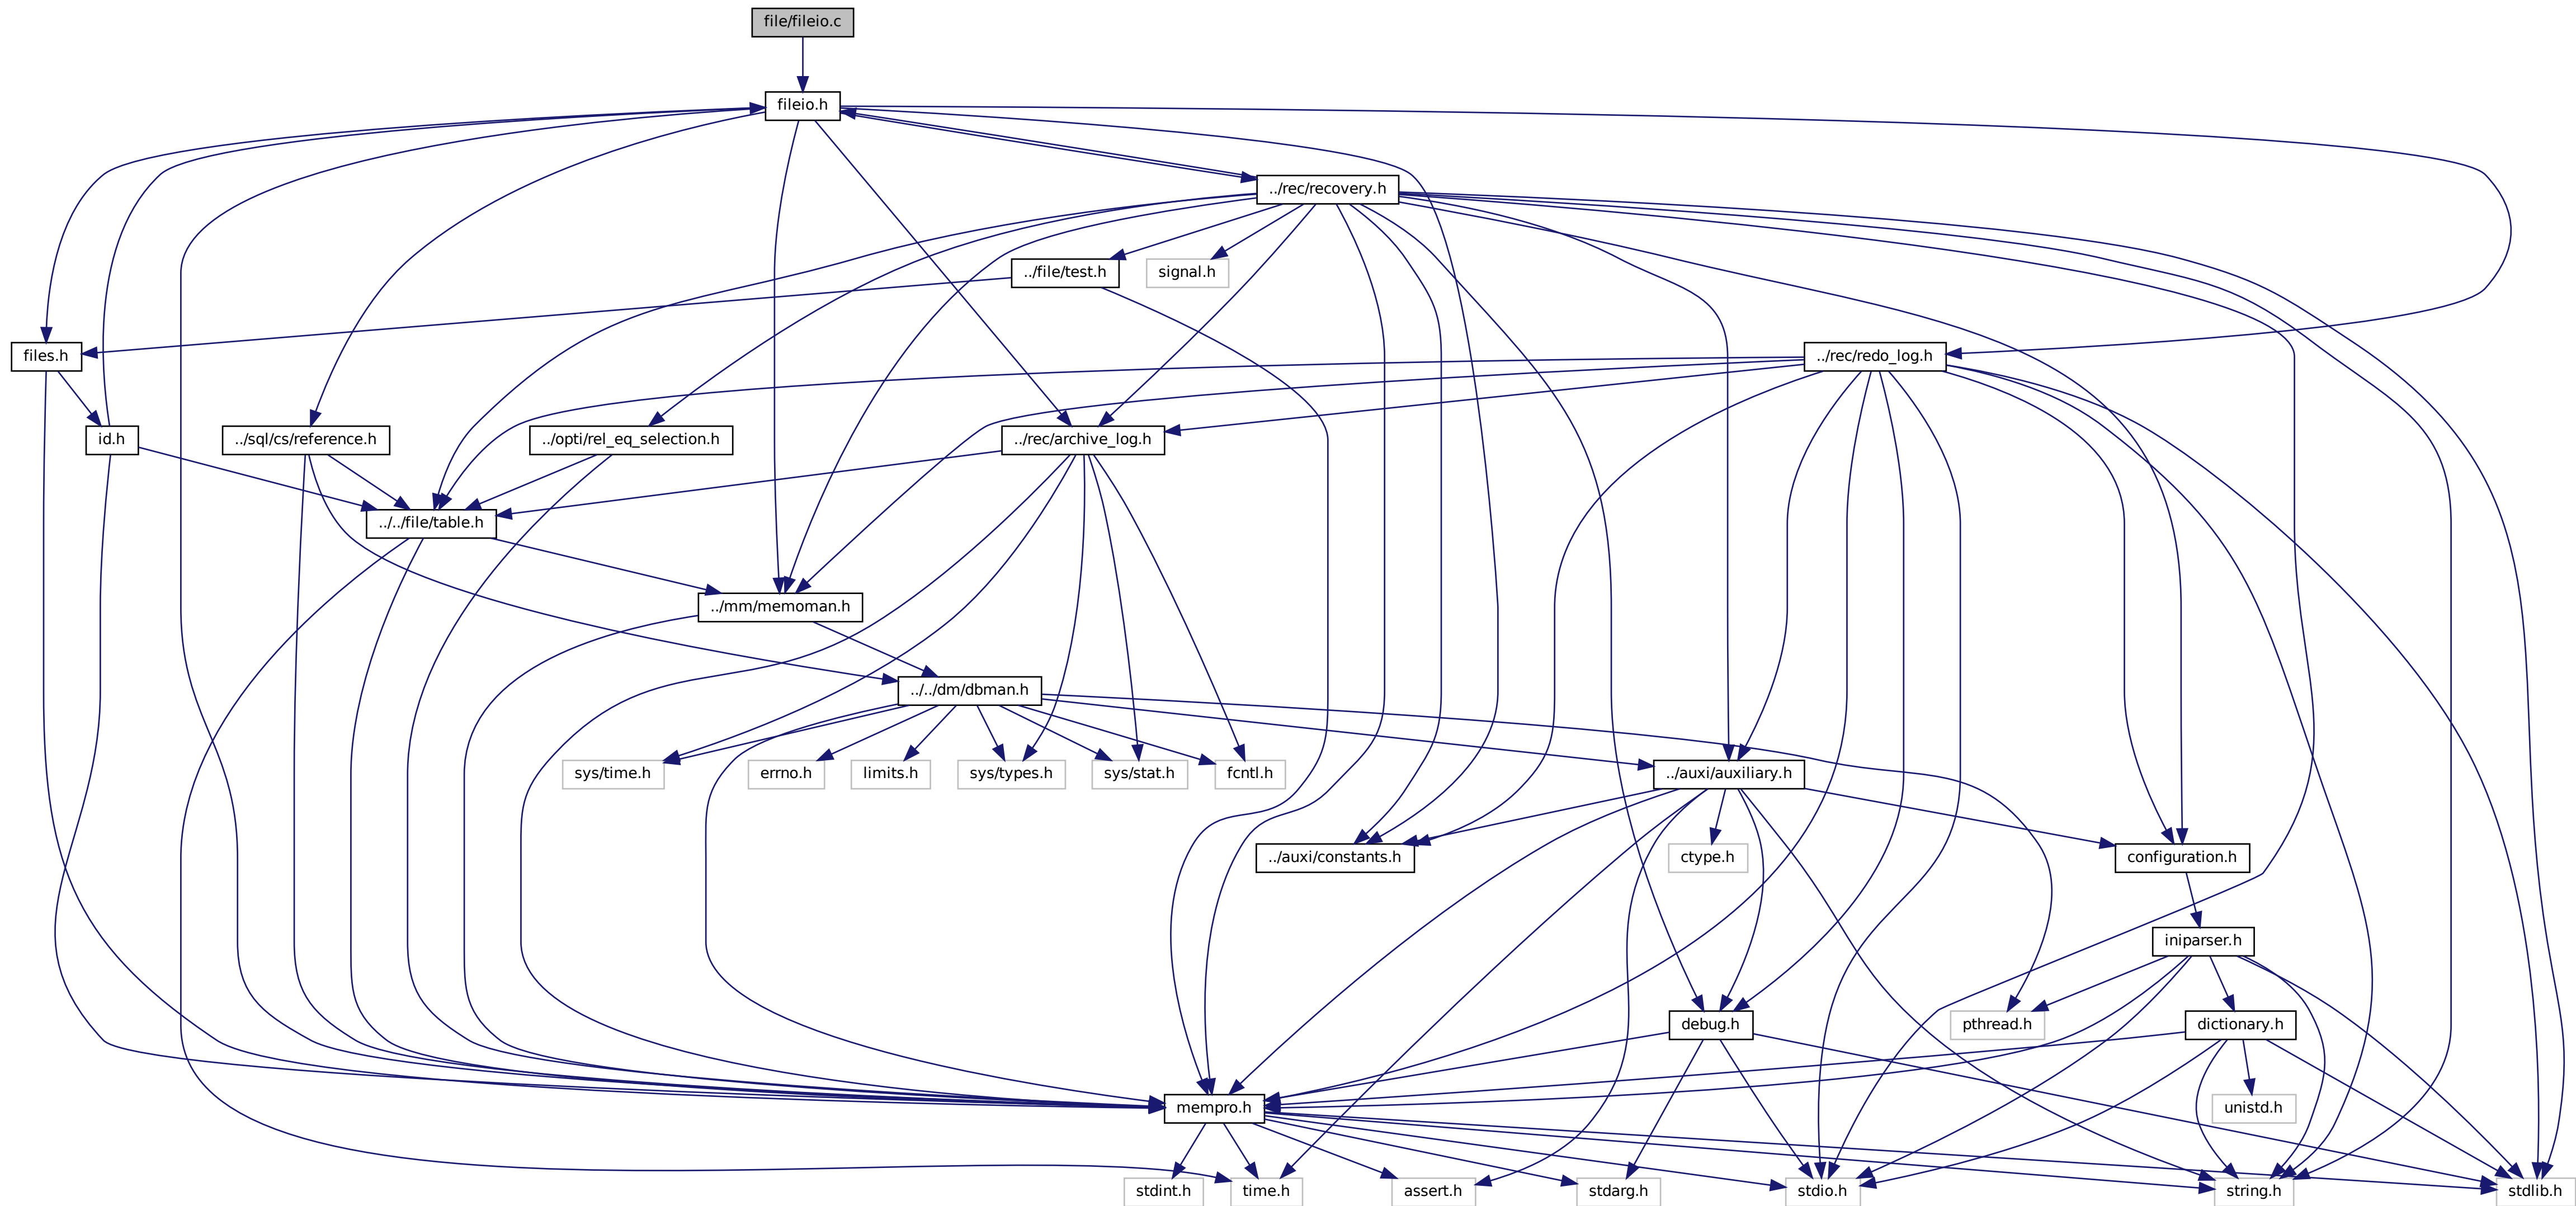 file/fileio.c
fileio.h
../rec/recovery.h
../file/test.h
signal.h
files.h
../rec/redo_log.h
id.h
../sql/cs/reference.h
../opti/rel_eq_selection.h
../rec/archive_log.h
../../file/table.h
../mm/memoman.h
../../dm/dbman.h
sys/time.h
errno.h
limits.h
sys/types.h
sys/stat.h
fcntl.h
../auxi/auxiliary.h
../auxi/constants.h
ctype.h
configuration.h
iniparser.h
debug.h
pthread.h
dictionary.h
mempro.h
unistd.h
stdint.h
time.h
assert.h
stdarg.h
stdio.h
string.h
stdlib.h